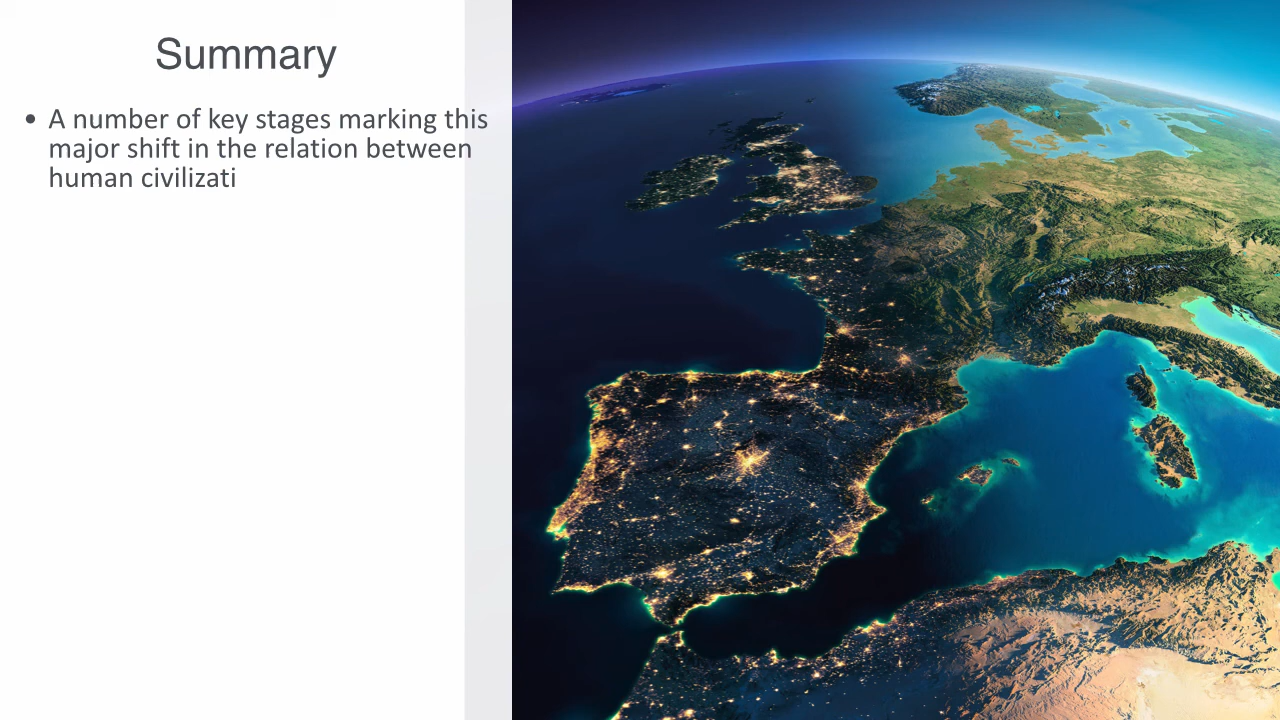 Summary
• A number of key stages marking this
major shift in the relation between
human civilizati